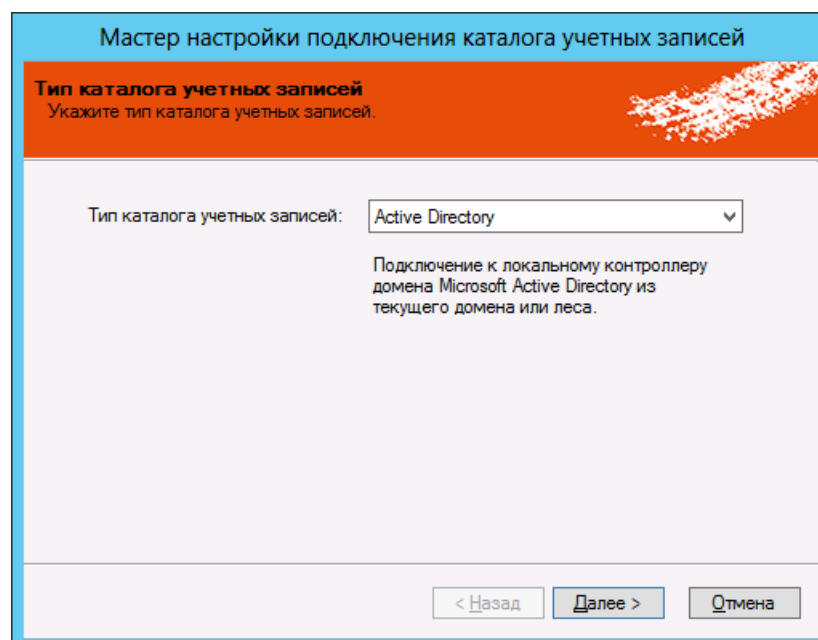 Мастер настройки подключения каталога учетных записей
Тип каталога учетных записей
Укажите тип каталога учетных записей.
Тип каталога учетных записей: Active Directory
Подключение к локальному контроллеру
домена Microsoft Active Directory из
текущего домена или леса.
< Назад Далее > Отмена